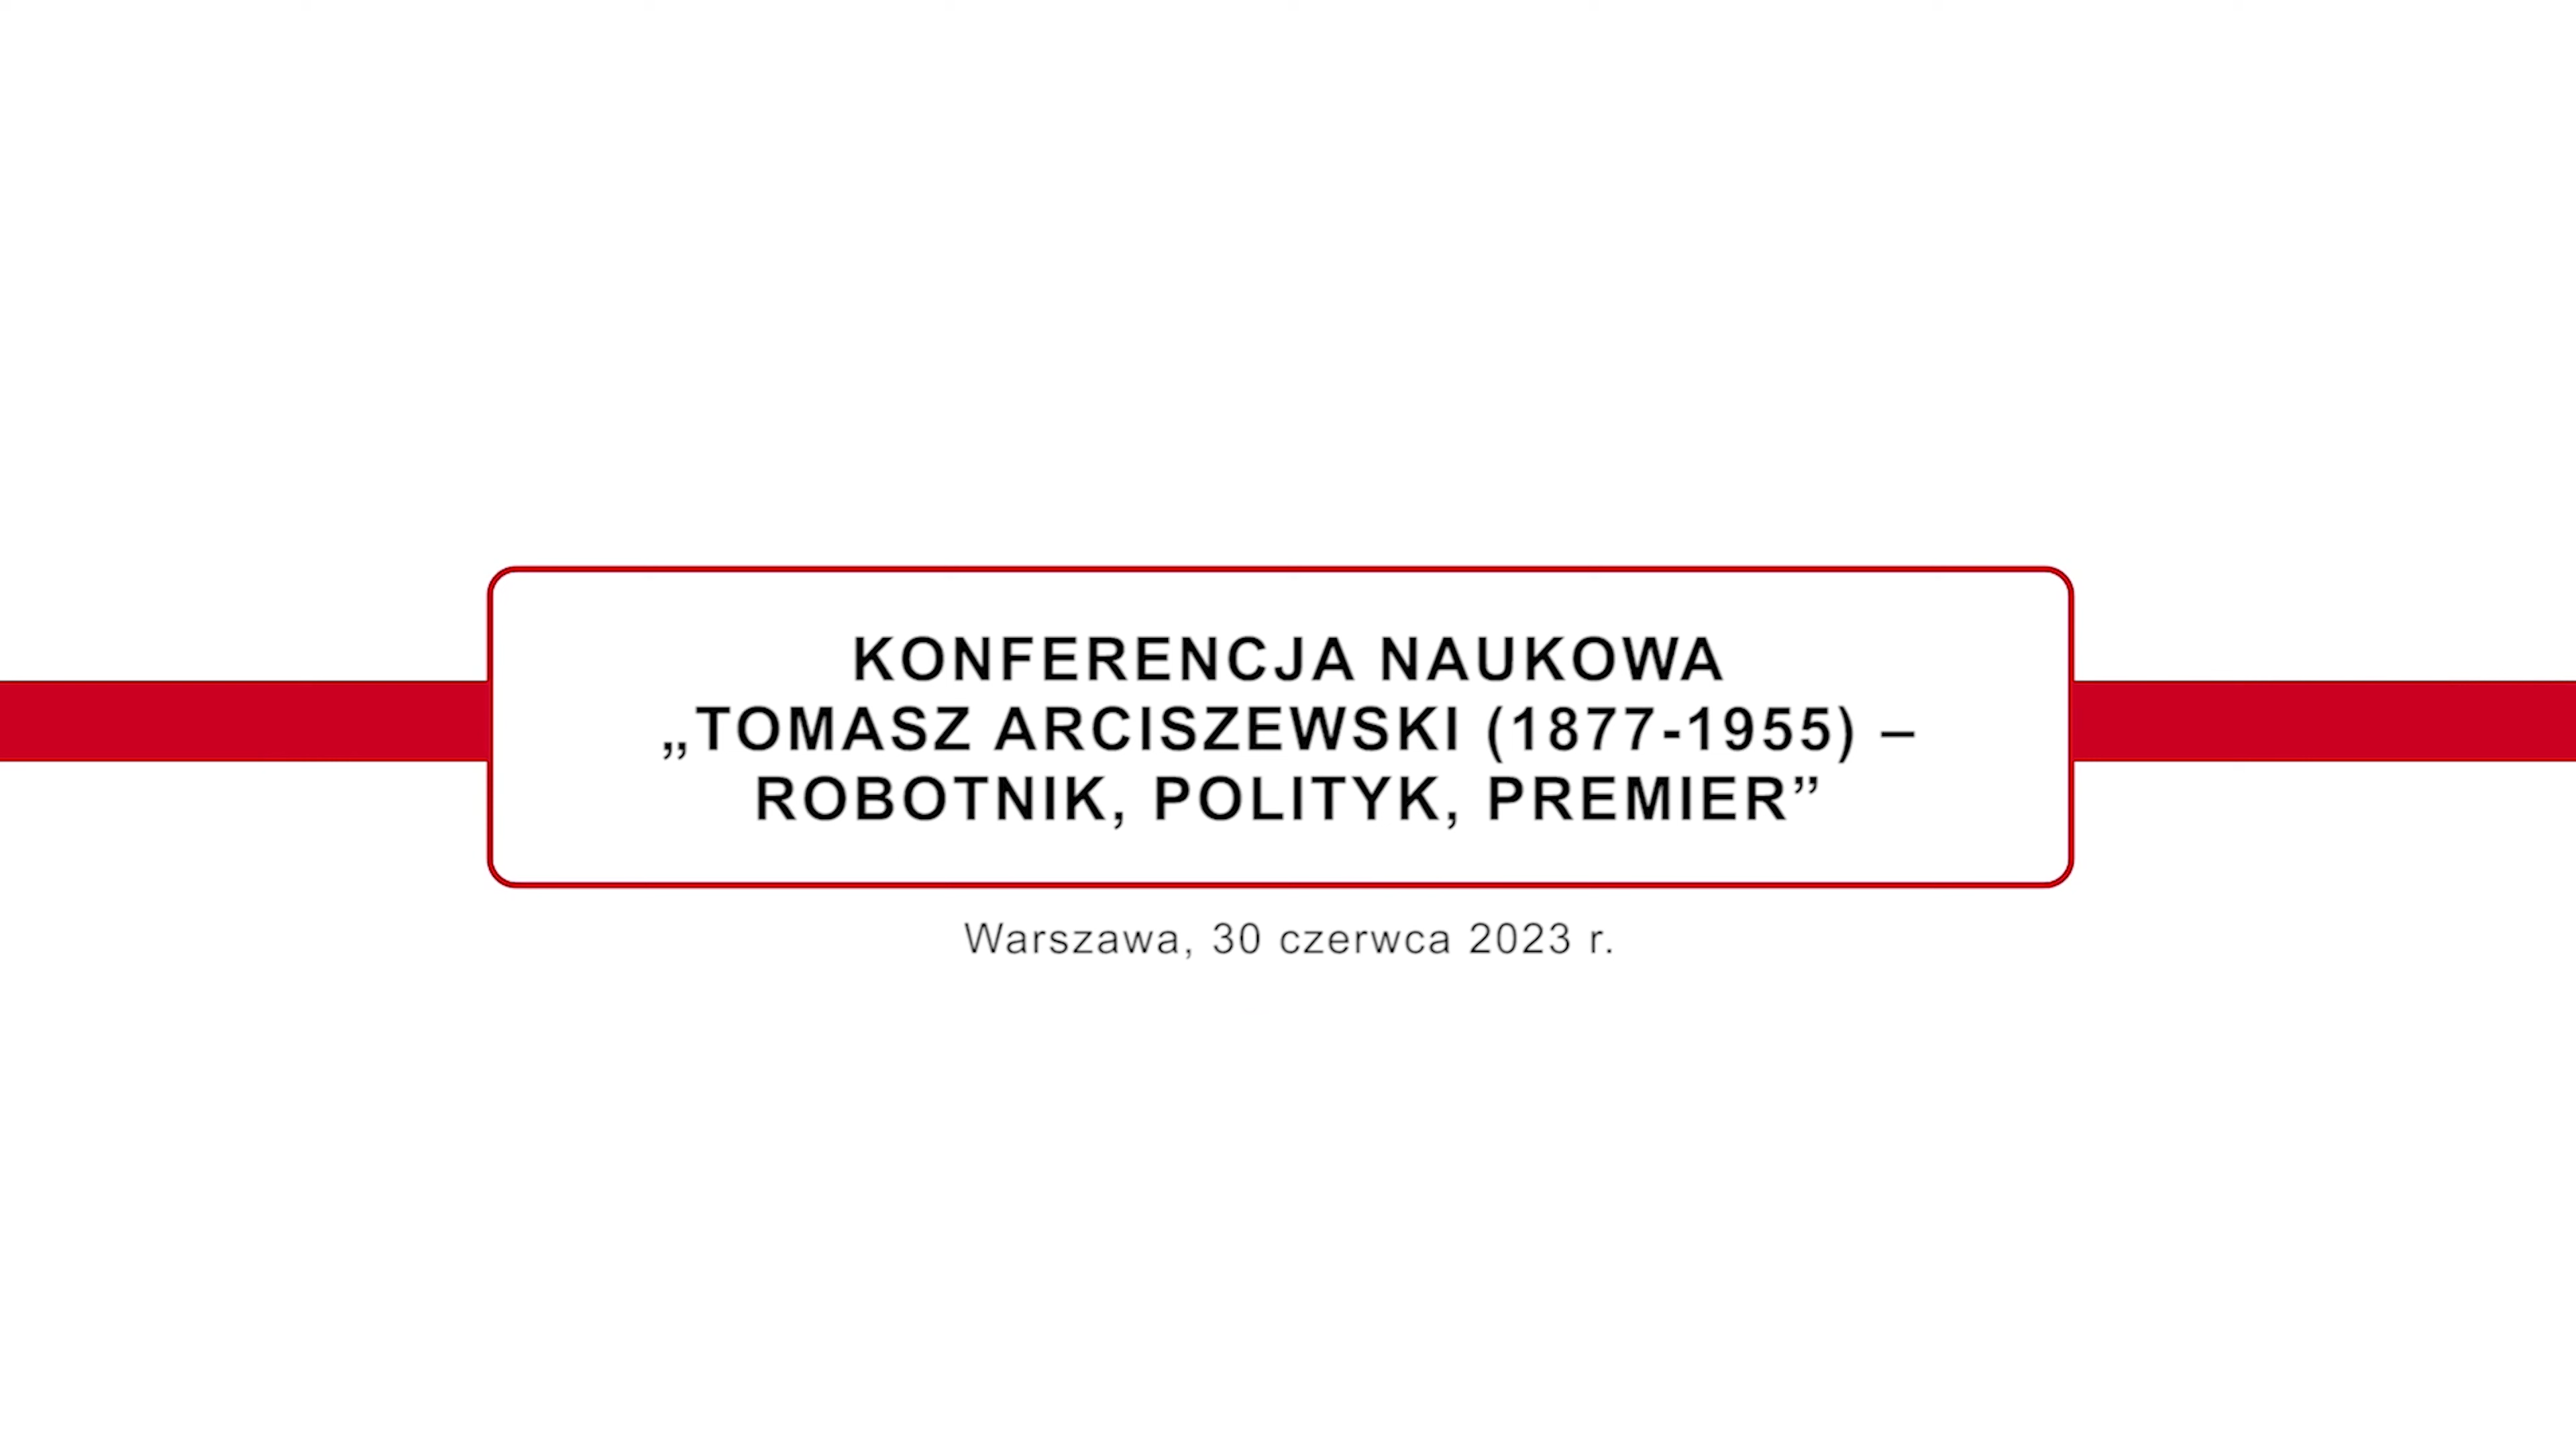 KONFERENCJA NAUKOWA
„TOMASZ ARCISZEWSKI (1877-1955) –
ROBOTNIK, POLITYK, PREMIER”
Warszawa, 30 czerwca 2023 r.